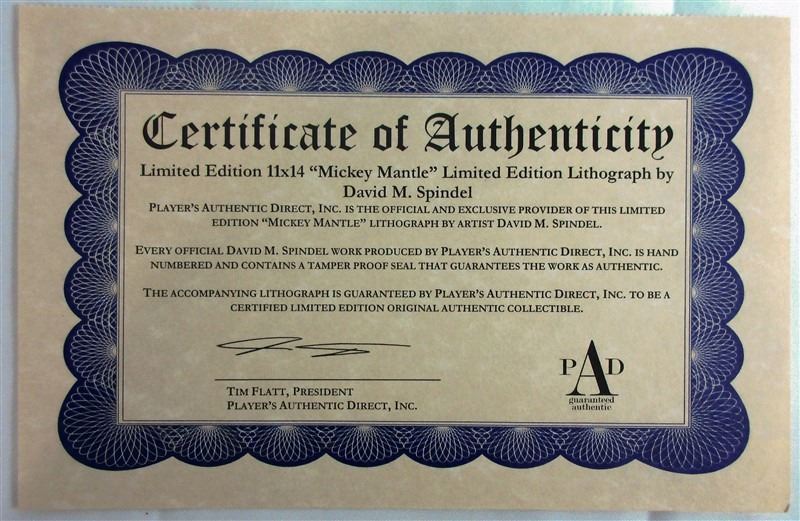 Certificate of Authenticity
Limited Edition 11x14 “Mickey Mantle” Limited Edition Lithograph by
David M. Spindel
PLAYER'S AUTHENTIC DIRECT, INC. IS THE OFFICIAL AND EXCLUSIVE PROVIDER OF THIS LIMITED
EDITION “MICKEY MANTLE” LITHOGRAPH BY ARTIST DAVID M. SPINDEL.
EVERY OFFICIAL DAVID M. SPINDEL WORK PRODUCED BY PLAYER'S AUTHENTIC DIRECT, INC. IS HAND
NUMBERED AND CONTAINS A TAMPER PROOF SEAL THAT GUARANTEES THE WORK AS AUTHENTIC.
THE ACCOMPANYING LITHOGRAPH IS GUARANTEED BY PLAYER'S AUTHENTIC DIRECT, INC. TO BE A
CERTIFIED LIMITED EDITION ORIGINAL AUTHENTIC COLLECTIBLE.
TIM FLATT, PRESIDENT
PLAYER'S AUTHENTIC DIRECT, INC.
PAD
guaranteed
authentic